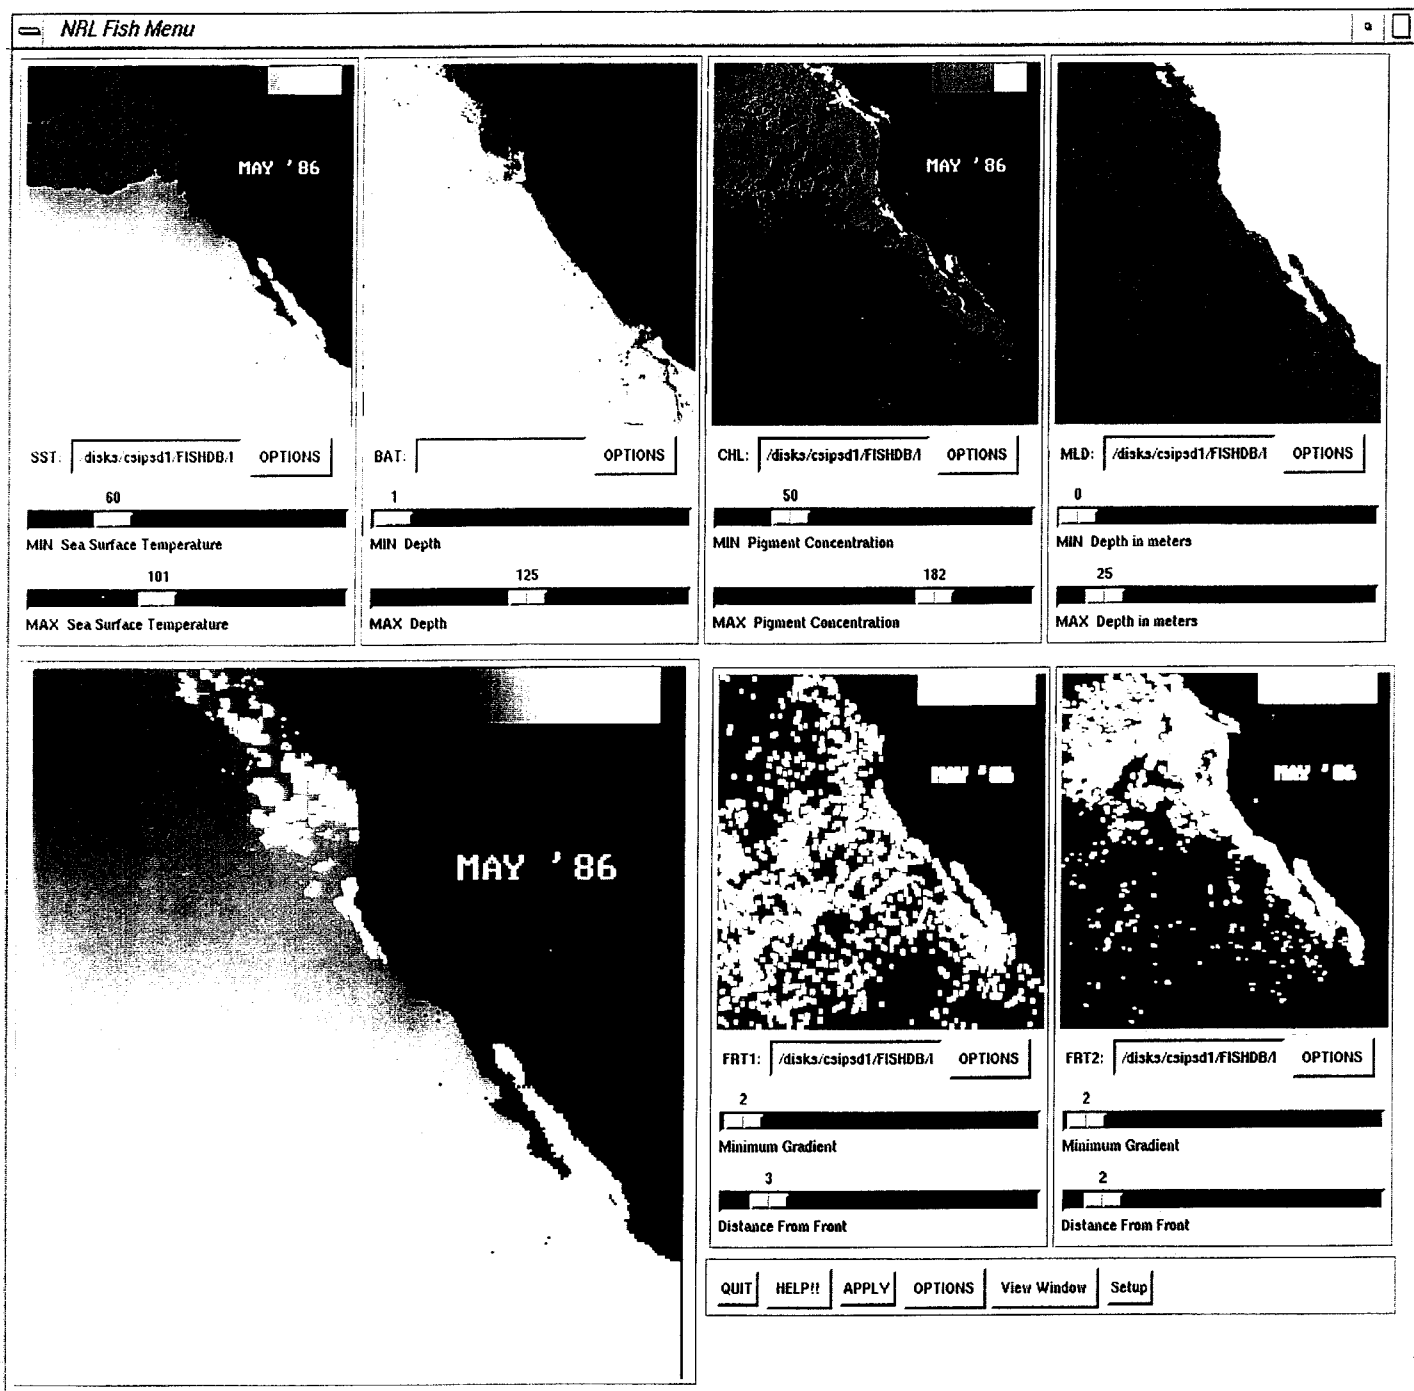 NRL Fish Menu
MAY '86
MAY '86
SST: /disks/csipsd1/FISHDB/I OPTIONS
BAT: OPTIONS
CHL: /disks/csipsd1/FISHDB/I OPTIONS
MLD: /disks/csipsd1/FISHDB/I OPTIONS
60
MIN Sea Surface Temperature
101
MAX Sea Surface Temperature
1
MIN Depth
125
MAX Depth
50
MIN Pigment Concentration
182
MAX Pigment Concentration
0
MIN Depth in meters
25
MAX Depth in meters
MAY '86
MAY '86
MAY '86
FRT1: /disks/csipsd1/FISHDB/I OPTIONS
2
Minimum Gradient
3
Distance From Front
FRT2: /disks/csipsd1/FISHDB/I OPTIONS
2
Minimum Gradient
2
Distance From Front
QUIT HELP!! APPLY OPTIONS View Window Setup